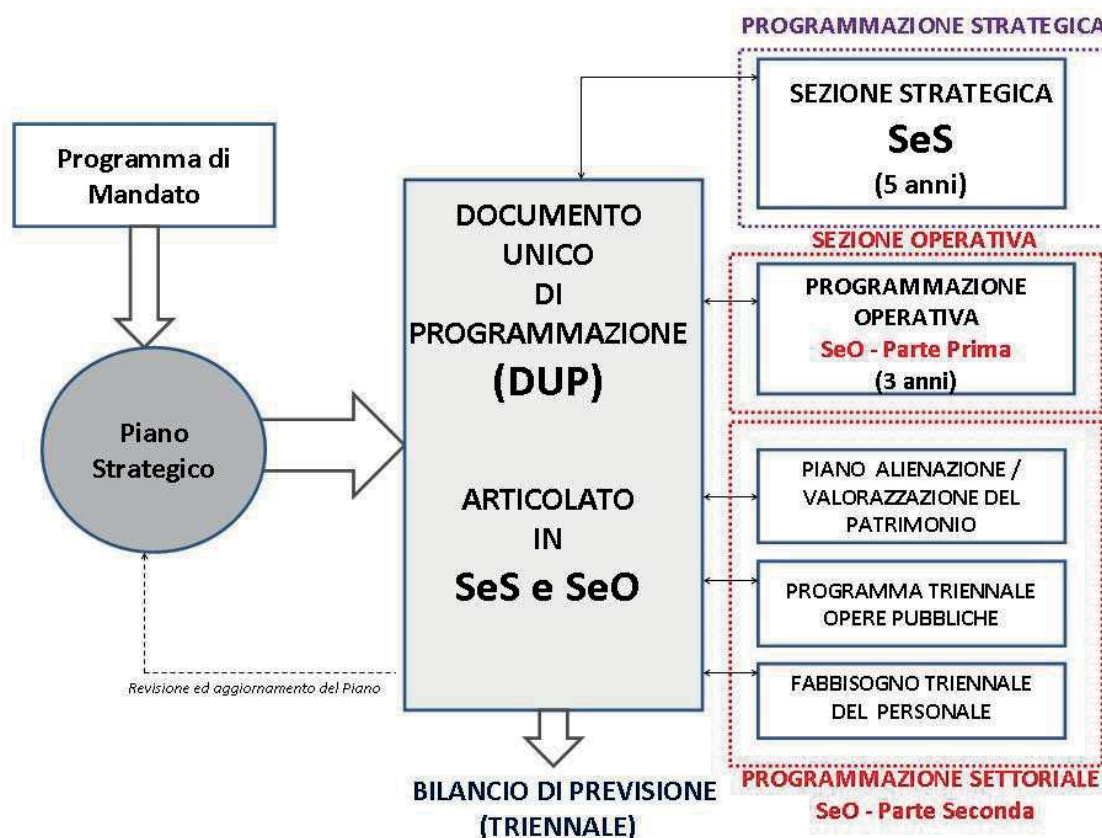 PROGRAMMAZIONE STRATEGICA
SEZIONE STRATEGICA
SeS
(5 anni)
Programma di
Mandato
DOCUMENTO
UNICO
DI
PROGRAMMAZIONE
(DUP)
ARTICOLATO
IN
SeS e SeO
SEZIONE OPERATIVA
PROGRAMMAZIONE
OPERATIVA
SeO - Parte Prima
(3 anni)
Piano
Strategico
PIANO ALIENAZIONE /
VALORAZZAZIONE DEL
PATRIMONIO
PROGRAMMA TRIENNALE
OPERE PUBBLICHE
FABBISOGNO TRIENNALE
DEL PERSONALE
Revisione ed aggiornamento del Piano
BILANCIO DI PREVISIONE
(TRIENNALE)
PROGRAMMAZIONE SETTORIALE
SeO - Parte Seconda